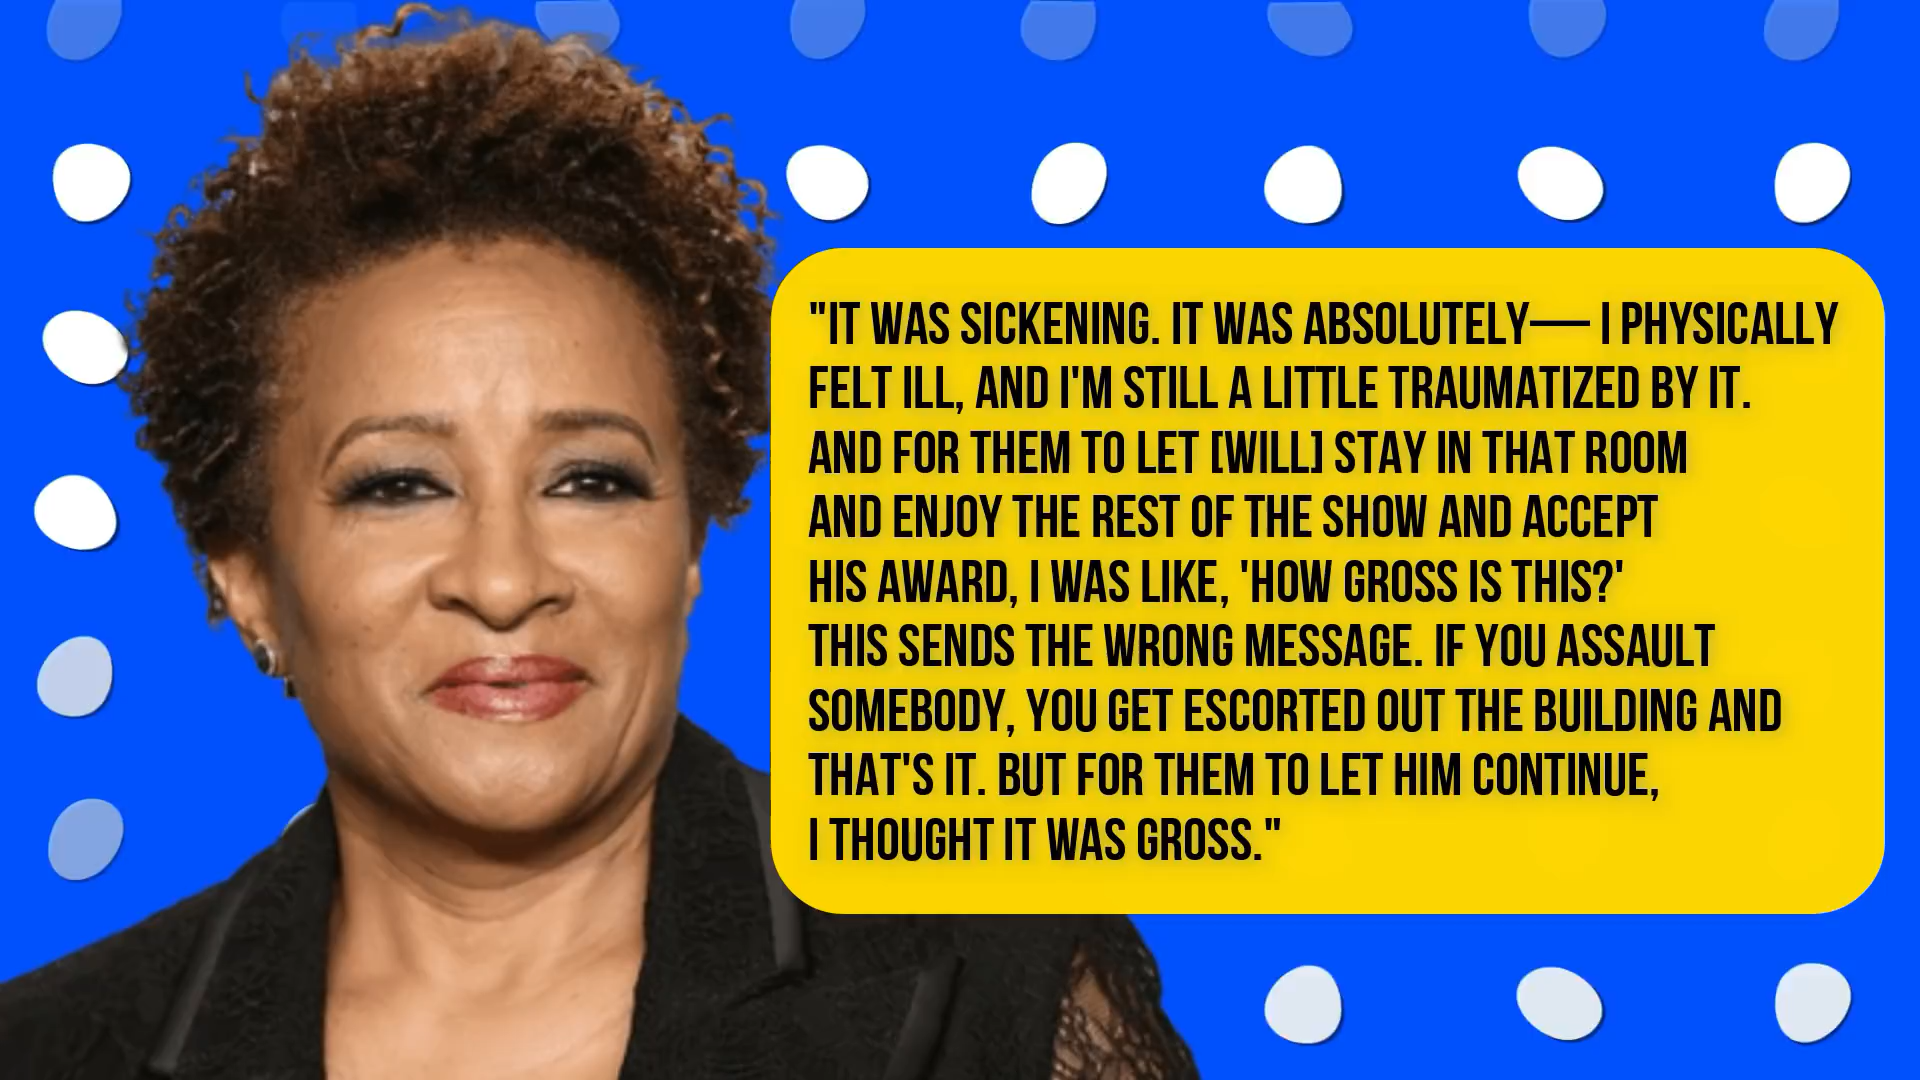 "IT WAS SICKENING. IT WAS ABSOLUTELY— I PHYSICALLY
FELT ILL, AND I'M STILL A LITTLE TRAUMATIZED BY IT.
AND FOR THEM TO LET [WILL] STAY IN THAT ROOM
AND ENJOY THE REST OF THE SHOW AND ACCEPT
HIS AWARD, I WAS LIKE, 'HOW GROSS IS THIS?'
THIS SENDS THE WRONG MESSAGE. IF YOU ASSAULT
SOMEBODY, YOU GET ESCORTED OUT THE BUILDING AND
THAT'S IT. BUT FOR THEM TO LET HIM CONTINUE,
I THOUGHT IT WAS GROSS."